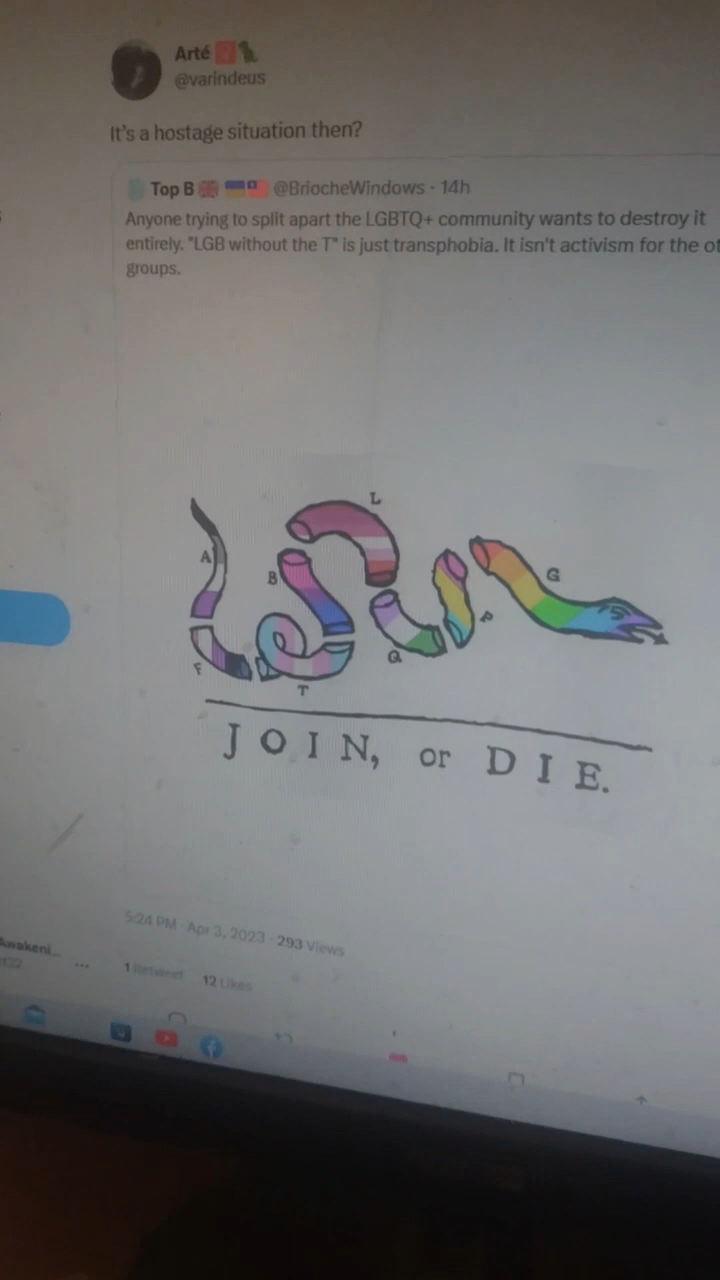 Arté
@varindeus
It's a hostage situation then?
Top B @BriocheWindows · 14h
Anyone trying to split apart the LGBTQ+ community wants to destroy it
entirely. "LGB without the T" is just transphobia. It isn't activism for the
groups.
L
A
B
G
P
Q
F
T
JOIN, or DIE.
5:24 PM · Apr 3, 2023 · 293 Views
1 Retweet 12 Likes